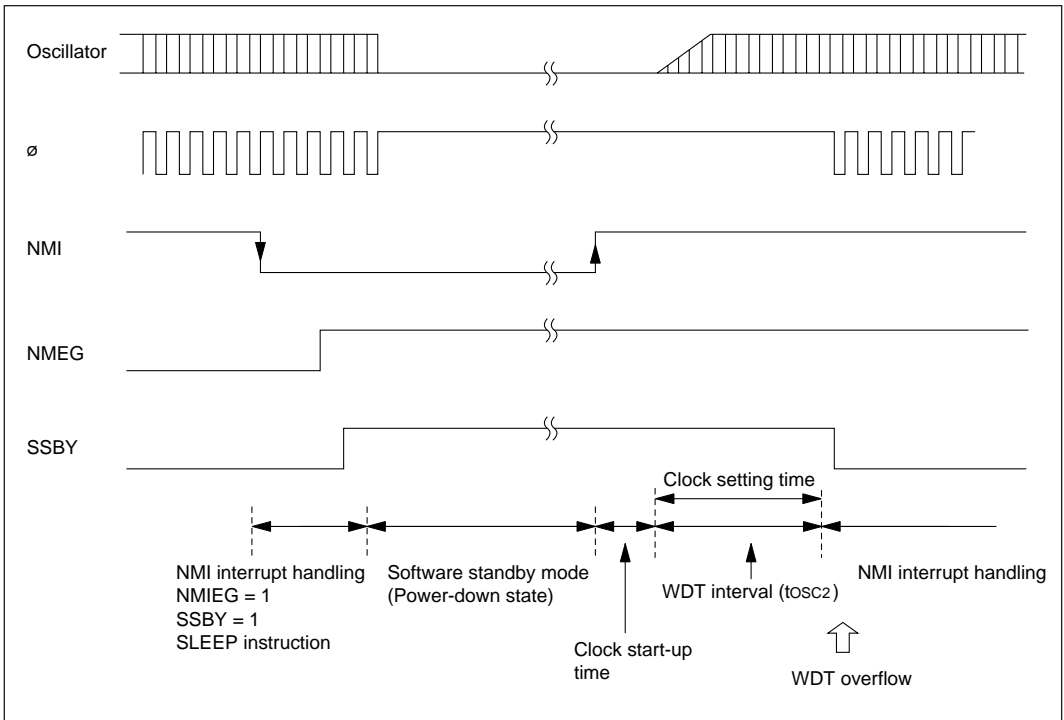 Oscillator
ø
NMI
NMEG
SSBY
Clock setting time
NMI interrupt handling
NMIEG = 1
SSBY = 1
SLEEP instruction
Software standby mode
(Power-down state)
Clock start-up
time
WDT interval (tOSC2)
WDT overflow
NMI interrupt handling